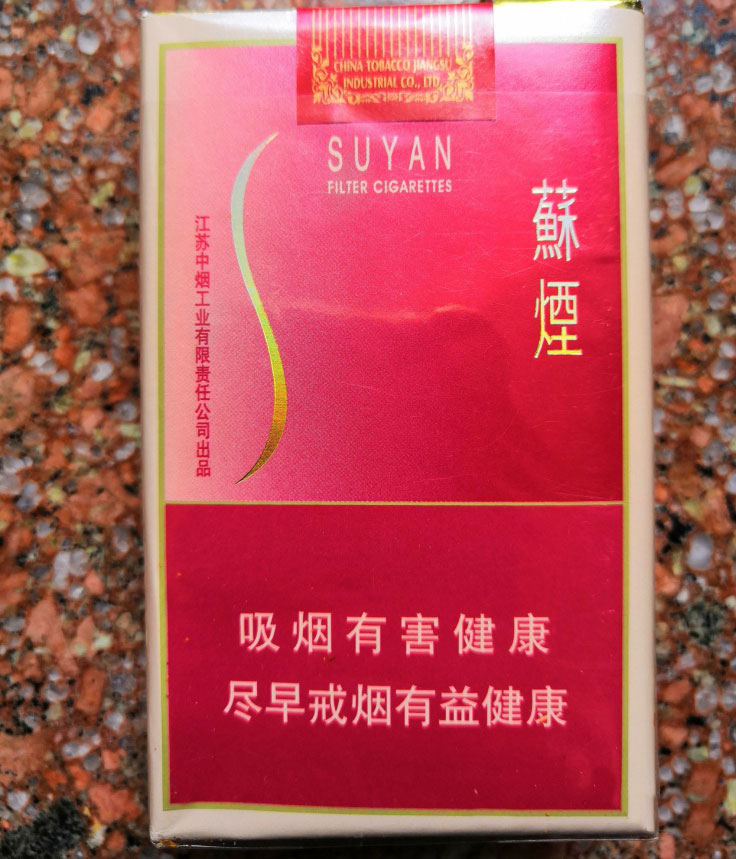 CHINA TOBACCO JIANGSU
INDUSTRIAL CO., LTD.
SUYAN
FILTER CIGARETTES
蘇煙
江苏中烟工业有限责任公司出品
吸烟有害健康
尽早戒烟有益健康